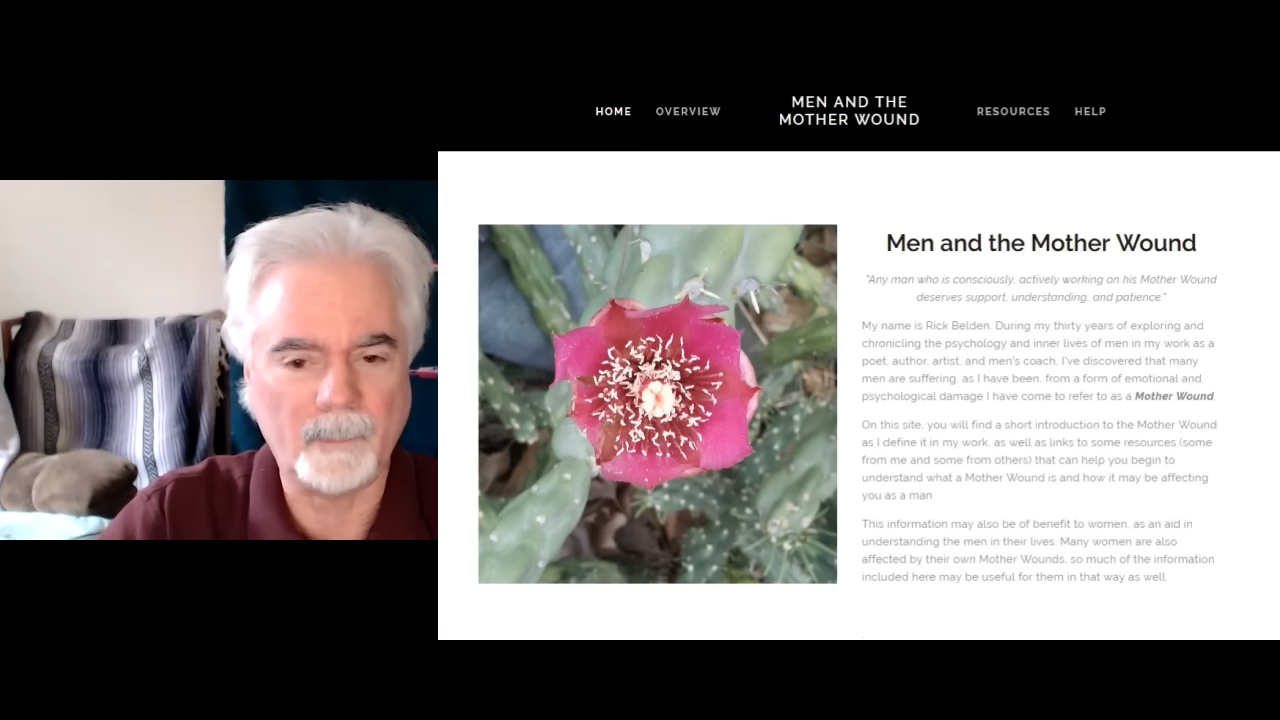 HOME
OVERVIEW
MEN AND THE
MOTHER WOUND
RESOURCES
HELP
Men and the Mother Wound
"Any man who is consciously, actively working on his Mother Wound
deserves support, understanding, and patience."
My name is Rick Belden. During my thirty years of exploring and
chronicling the psychology and inner lives of men in my work as a
poet, author, artist, and men's coach, I've discovered that many
men are suffering, as I have been, from a form of emotional and
psychological damage I have come to refer to as a Mother Wound.
On this site, you will find a short introduction to the Mother Wound
as I define it in my work, as well as links to some resources (some
from me and some from others) that can help you begin to
understand what a Mother Wound is and how it may be affecting
you as a man.
This information may also be of benefit to women, as an aid in
understanding the men in their lives. Many women are also
affected by their own Mother Wounds, so much of the information
included here may be useful for them in that way as well.